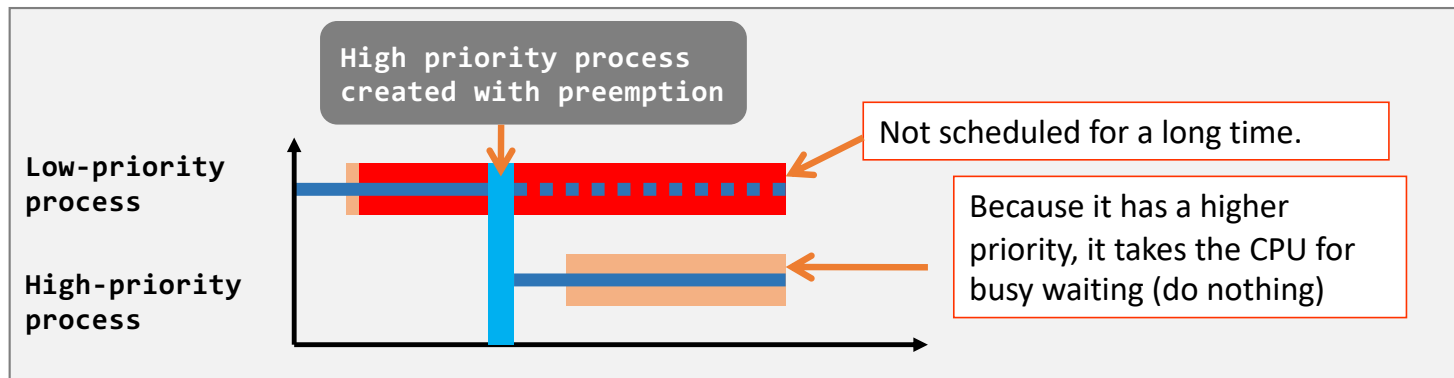 High priority process
created with preemption
Not scheduled for a long time.
Low-priority
process
Because it has a higher
priority, it takes the CPU for
busy waiting (do nothing)
High-priority
process